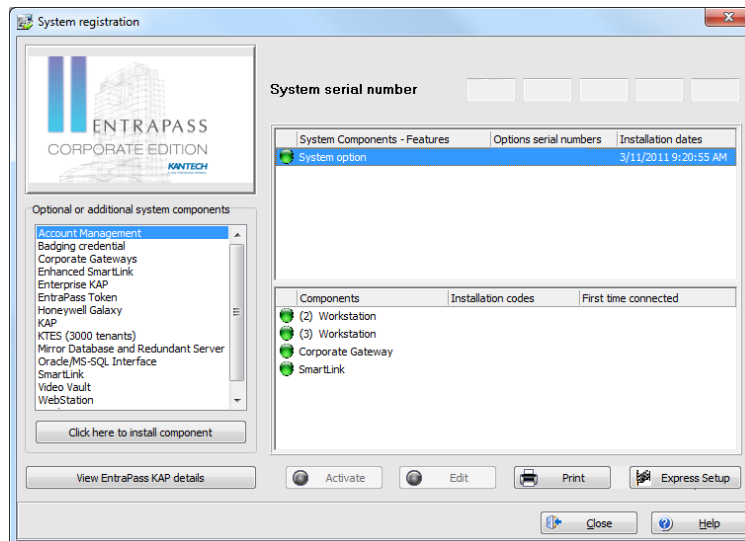 System registration
ENTRAPASS
CORPORATE EDITION
KANTECH
System serial number
System Components - Features Options serial numbers Installation dates
System option 3/11/2011 9:20:55 AM
Optional or additional system components
Account Management
Badging credential
Corporate Gateways
Enhanced SmartLink
Enterprise KAP
EntraPass Token
Honeywell Galaxy
KAP
KTES (3000 tenants)
Mirror Database and Redundant Server
Oracle/MS-SQL Interface
SmartLink
Video Vault
WebStation
Click here to install component
View EntraPass KAP details
Components Installation codes First time connected
(2) Workstation
(3) Workstation
Corporate Gateway
SmartLink
Activate
Edit
Print
Express Setup
Close
Help